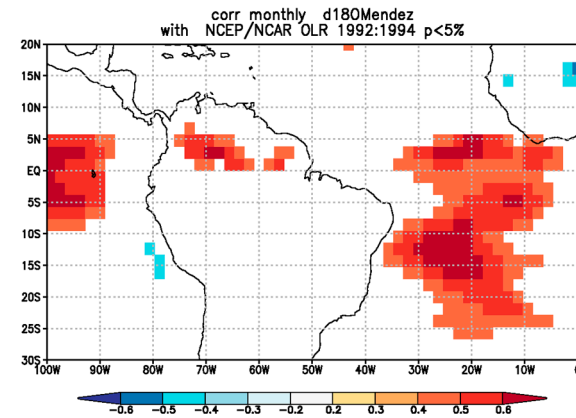 corr monthly d18OMendez
with NCEP/NCAR OLR 1992:1994 p<5%
20N
15N
10N
5N
EQ
5S
10S
15S
20S
25S
30S
100W 90W 80W 70W 60W 50W 40W 30W 20W 10W 0
-0.6 -0.5 -0.4 -0.3 -0.2 0.2 0.3 0.4 0.5 0.6